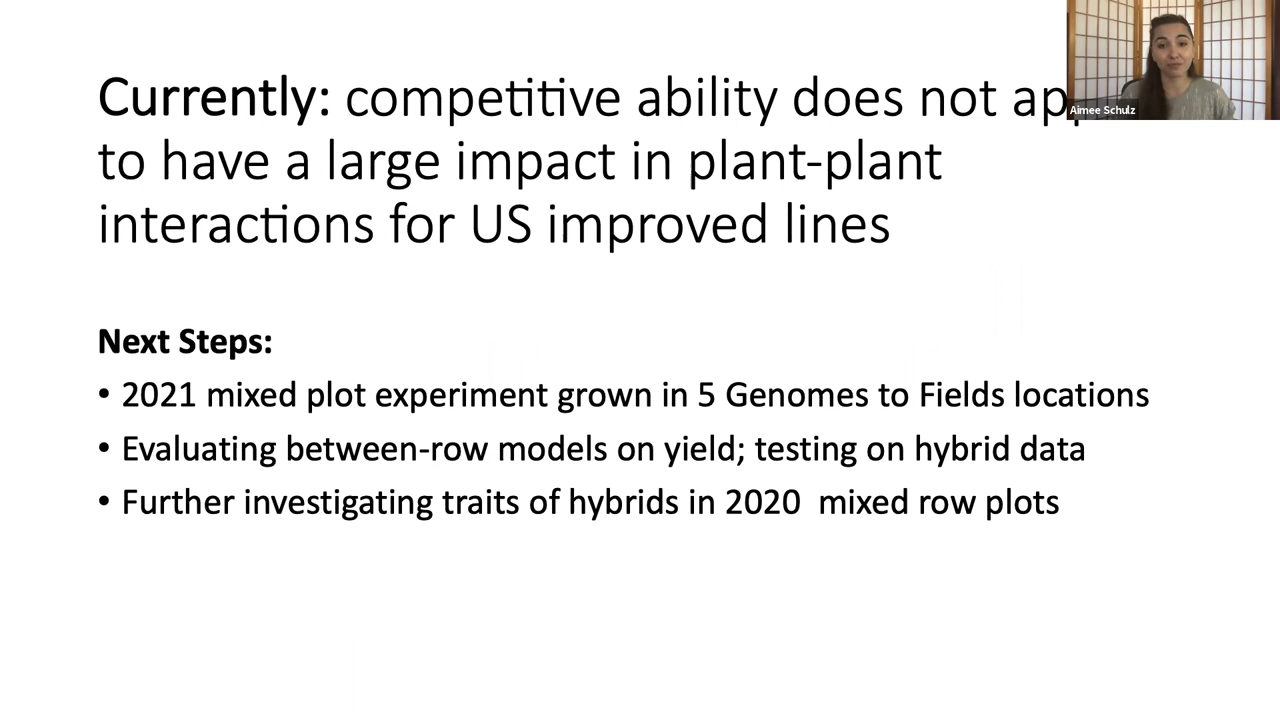 Currently: competitive ability does not
to have a large impact in plant-plant
interactions for US improved lines
Aimee Schulz
Next Steps:
• 2021 mixed plot experiment grown in 5 Genomes to Fields locations
• Evaluating between-row models on yield; testing on hybrid data
• Further investigating traits of hybrids in 2020  mixed row plots